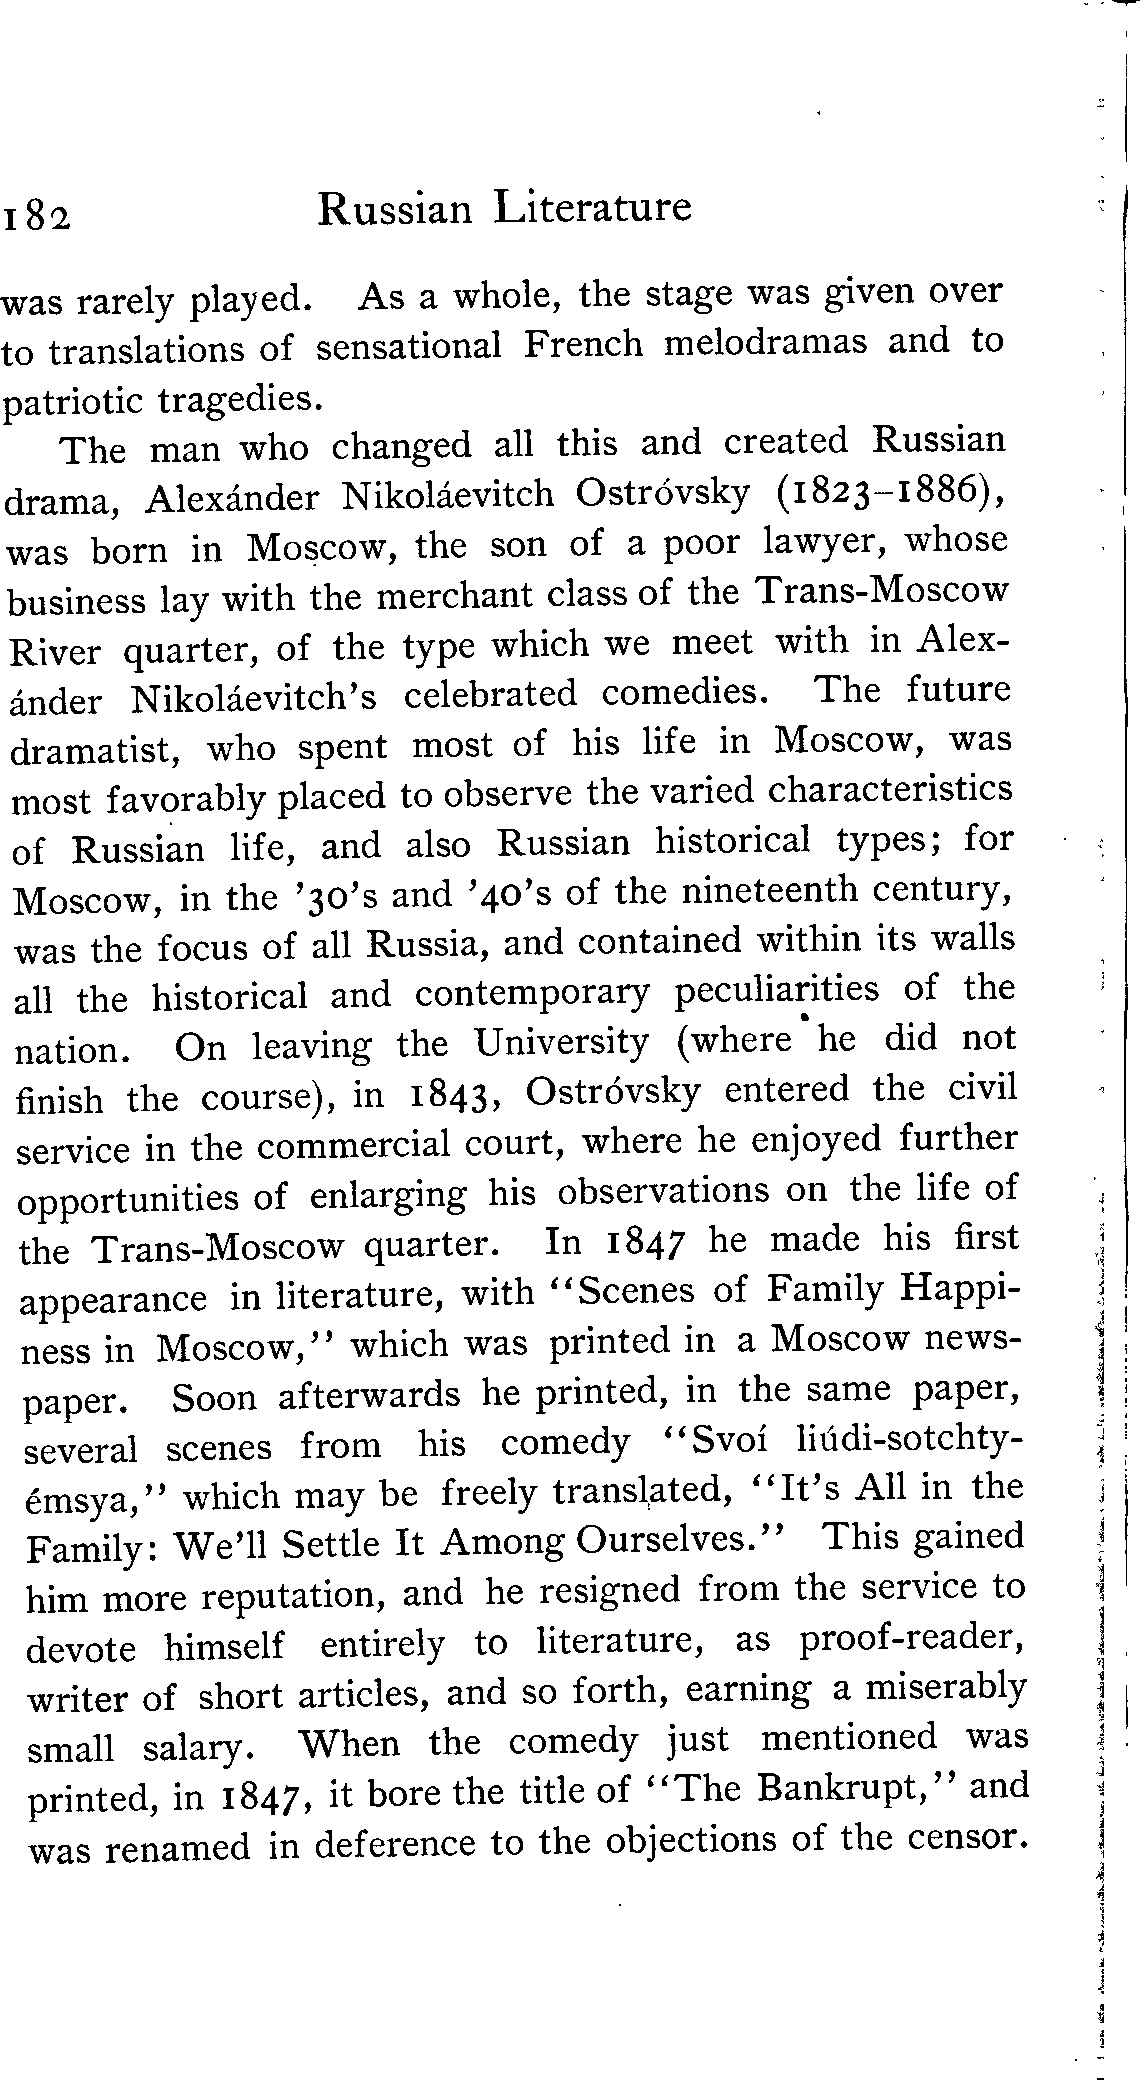 182 Russian Literature
was rarely played. As a whole, the stage was given over
to translations of sensational French melodramas and to
patriotic tragedies.
The man who changed all this and created Russian
drama, Alexánder Nikoláevitch Ostróvsky (1823–1886),
was born in Moscow, the son of a poor lawyer, whose
business lay with the merchant class of the Trans-Moscow
River quarter, of the type which we meet with in Alex-
ánder Nikoláevitch's celebrated comedies. The future
dramatist, who spent most of his life in Moscow, was
most favorably placed to observe the varied characteristics
of Russian life, and also Russian historical types; for
Moscow, in the '30's and '40's of the nineteenth century,
was the focus of all Russia, and contained within its walls
all the historical and contemporary peculiarities of the
nation. On leaving the University (where he did not
finish the course), in 1843, Ostróvsky entered the civil
service in the commercial court, where he enjoyed further
opportunities of enlarging his observations on the life of
the Trans-Moscow quarter. In 1847 he made his first
appearance in literature, with "Scenes of Family Happi-
ness in Moscow," which was printed in a Moscow news-
paper. Soon afterwards he printed, in the same paper,
several scenes from his comedy "Svoí liúdi-sotchty-
émsya," which may be freely translated, "It's All in the
Family: We'll Settle It Among Ourselves." This gained
him more reputation, and he resigned from the service to
devote himself entirely to literature, as proof-reader,
writer of short articles, and so forth, earning a miserably
small salary. When the comedy just mentioned was
printed, in 1847, it bore the title of "The Bankrupt," and
was renamed in deference to the objections of the censor.